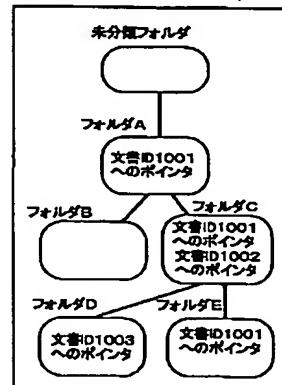 未分類フォルダ
フォルダA
文書ID1001
へのポインタ
フォルダB
フォルダC
文書ID1001
へのポインタ
文書ID1002
へのポインタ
フォルダD
フォルダE
文書ID1003
へのポインタ
文書ID1001
へのポインタ